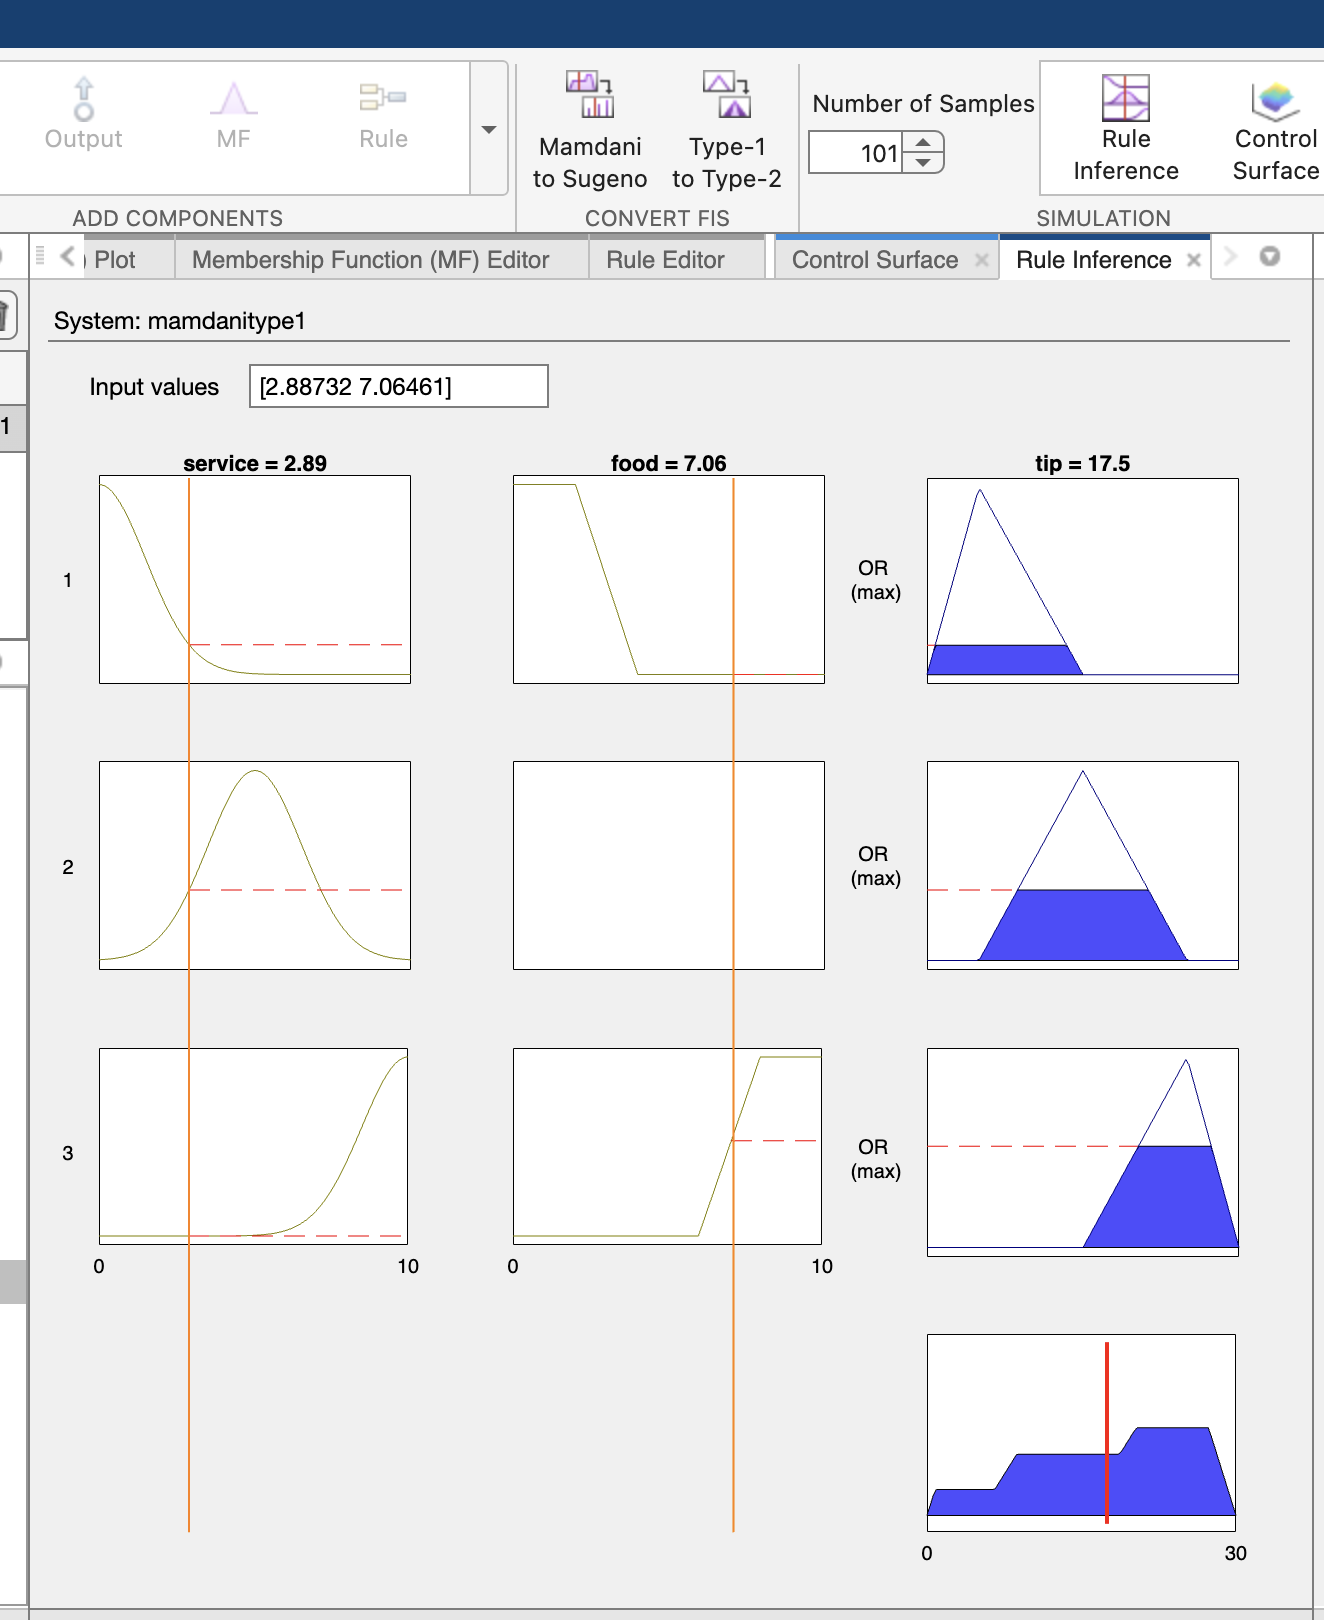 Output
MF
Rule
ADD COMPONENTS
Mamdani
to Sugeno
Type-1
to Type-2
CONVERT FIS
Number of Samples
101
Rule
Inference
Control
Surface
SIMULATION
) Plot
Membership Function (MF) Editor
Rule Editor
Control Surface ×
Rule Inference ×
System: mamdanitype1
Input values
[2.88732 7.06461]
1
service = 2.89
food = 7.06
tip = 17.5
1
OR
(max)
2
OR
(max)
3
OR
(max)
0
10
0
10
0
30